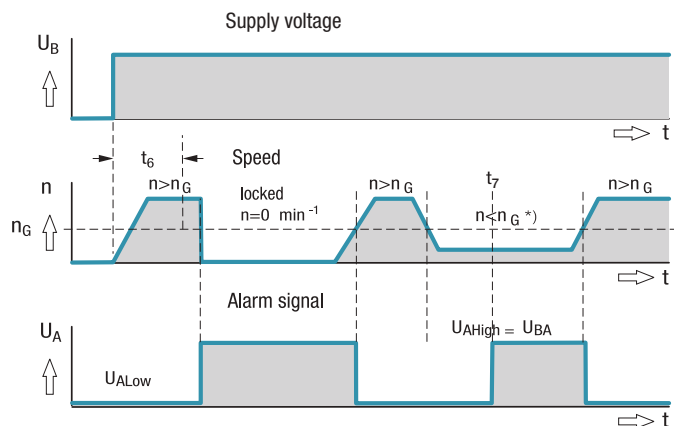 Supply voltage
U_B
t
t_6 Speed
n n>n_G locked n=0 min⁻¹ n>n_G t_7 n<n_G *) n>n_G
n_G
t
Alarm signal
U_A
U_AHigh = U_BA
U_ALow
t